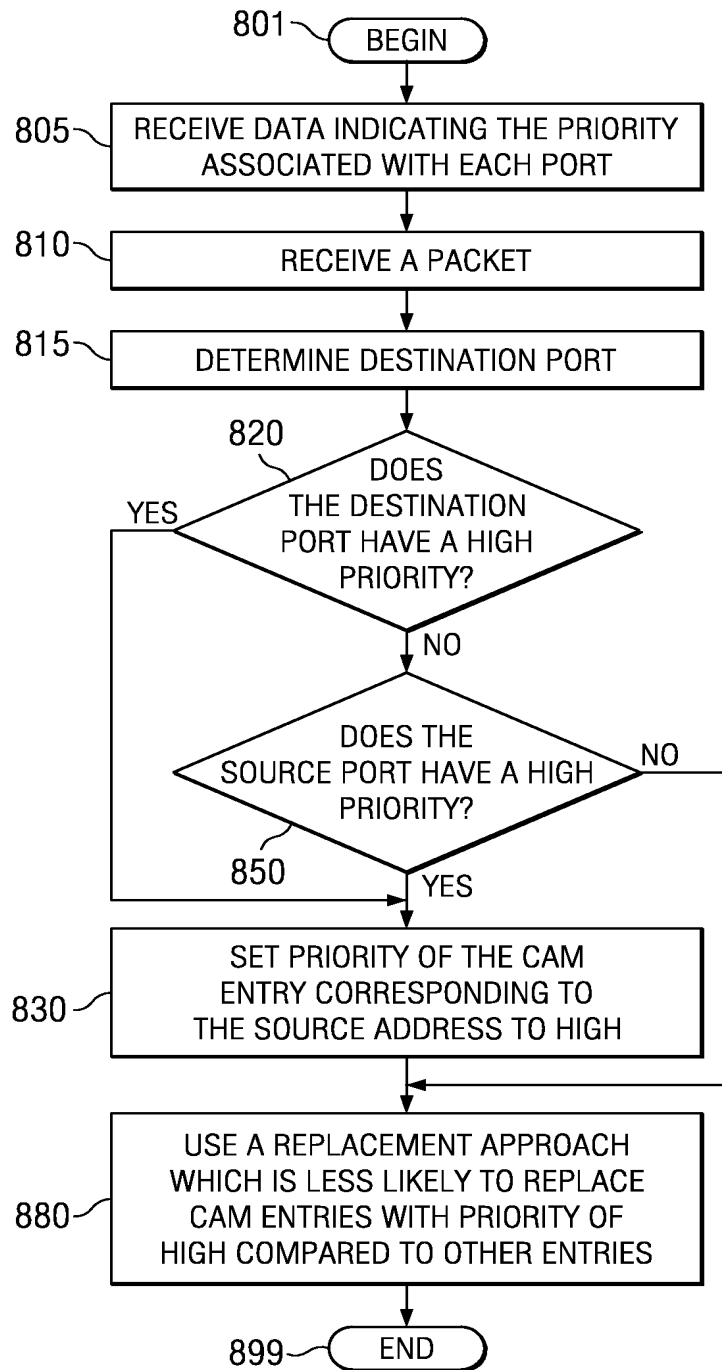 801
BEGIN
805
RECEIVE DATA INDICATING THE PRIORITY
ASSOCIATED WITH EACH PORT
810
RECEIVE A PACKET
815
DETERMINE DESTINATION PORT
820
DOES
THE DESTINATION
PORT HAVE A HIGH
PRIORITY?
YES
NO
DOES THE
SOURCE PORT HAVE A HIGH
PRIORITY?
NO
850
YES
830
SET PRIORITY OF THE CAM
ENTRY CORRESPONDING TO
THE SOURCE ADDRESS TO HIGH
880
USE A REPLACEMENT APPROACH
WHICH IS LESS LIKELY TO REPLACE
CAM ENTRIES WITH PRIORITY OF
HIGH COMPARED TO OTHER ENTRIES
899
END